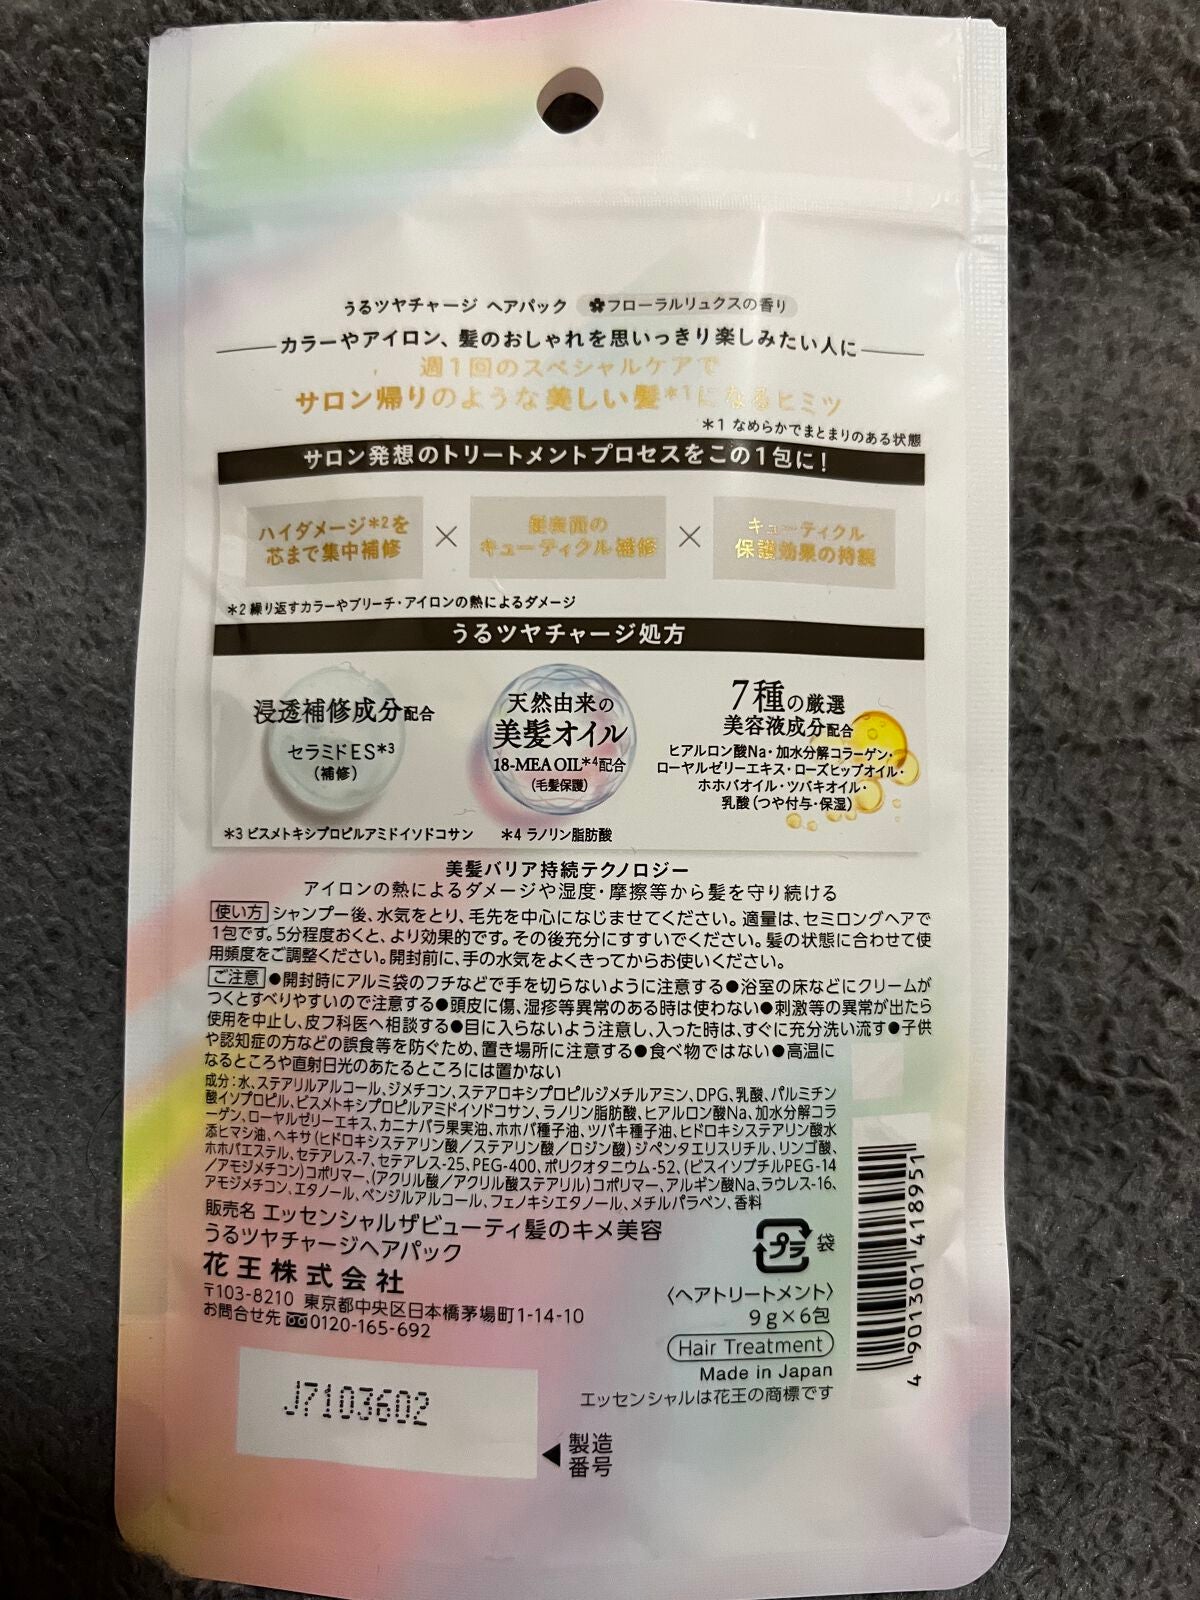 うるツヤチャージ ヘアパック フローラルリュクスの香り
カラーやアイロン、髪のおしゃれを思いっきり楽しみたい人に
週1回のスペシャルケアで
サロン帰りのような美しい髪*1になるヒミツ
*1 なめらかでまとまりのある状態
サロン発想のトリートメントプロセスをこの1包に!
ハイダメージ*2を
芯まで集中補修
×
髪表面の
キューティクル補修
×
キューティクル
保護効果の持続
*2 繰り返すカラーやブリーチ・アイロンの熱によるダメージ
うるツヤチャージ処方
浸透補修成分配合
セラミドES*3
(補修)
天然由来の
美髪オイル
18-MEA OIL*4配合
(毛髪保護)
7種の厳選
美容液成分配合
ヒアルロン酸Na・加水分解コラーゲン・
ローヤルゼリーエキス・ローズヒップオイル・
ホホバオイル・ツバキオイル・
乳酸(つや付与・保湿)
*3 ビスメトキシプロピルアミドイソドコサン
*4 ラノリン脂肪酸
美髪バリア持続テクノロジー
アイロンの熱によるダメージや湿度・摩擦等から髪を守り続ける
使い方 シャンプー後、水気をとり、毛先を中心になじませてください。適量は、セミロングヘアで
1包です。5分程度おくと、より効果的です。その後充分にすすいでください。髪の状態に合わせて使
用頻度をご調整ください。開封前に、手の水気をよくきってからお使いください。
ご注意 ●開封時にアルミ袋のフチなどで手を切らないように注意する●浴室の床などにクリームが
つくとすべりやすいので注意する●頭皮に傷、湿疹等異常のある時は使わない●刺激等の異常が出たら
使用を中止し、皮フ科医へ相談する●目に入らないよう注意し、入った時は、すぐに充分洗い流す●子供
や認知症の方などの誤食等を防ぐため、置き場所に注意する●食べ物ではない●高温に
なるところや直射日光のあたるところには置かない
成分:水、ステアリルアルコール、ジメチコン、ステアロキシプロピルジメチルアミン、DPG、乳酸、パルミチン
酸イソプロピル、ビスメトキシプロピルアミドイソドコサン、ラノリン脂肪酸、ヒアルロン酸Na、加水分解コラ
ーゲン、ローヤルゼリーエキス、カニナバラ果実油、ホホバ種子油、ツバキ種子油、ヒドロキシステアリン酸水
添ヒマシ油、ヘキサ(ヒドロキシステアリン酸/ステアリン酸/ロジン酸)ジペンタエリスリチル、リンゴ酸、
ホホバエステル、セテアレス-7、セテアレス-25、PEG-400、ポリクオタニウム-52、(ビスイソブチルPEG-14
/アモジメチコン)コポリマー、(アクリル酸/アクリル酸ステアリル)コポリマー、アルギン酸Na、ラウレス-16、
アモジメチコン、エタノール、ベンジルアルコール、フェノキシエタノール、メチルパラベン、香料
販売名 エッセンシャルザビューティ髪のキメ美容
うるツヤチャージヘアパック
花王株式会社
〒103-8210 東京都中央区日本橋茅場町1-14-10
お問合せ先 0120-165-692
プラ 袋
〈ヘアトリートメント〉
9g×6包
Hair Treatment
Made in Japan
エッセンシャルは花王の商標です
4 901301 418951
J7103602
◀製造
番号